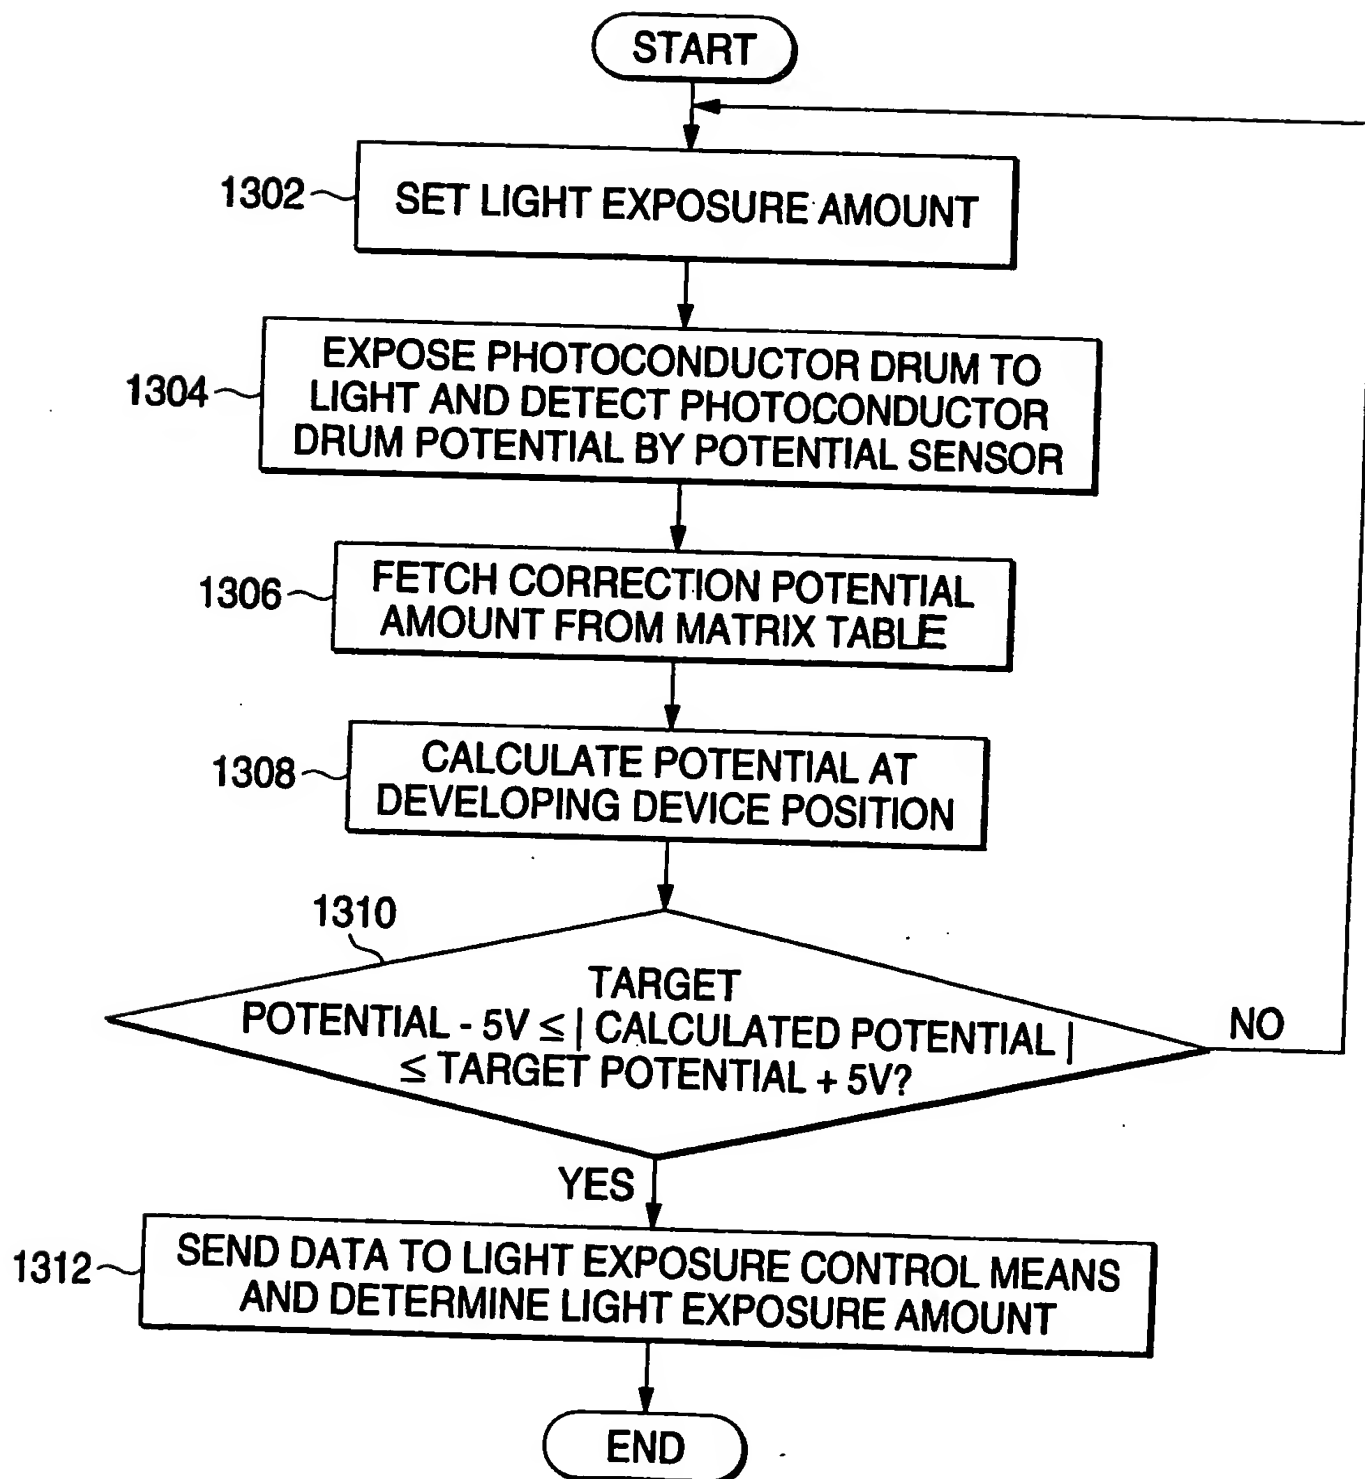 START
1302
SET LIGHT EXPOSURE AMOUNT
1304
EXPOSE PHOTOCONDUCTOR DRUM TO
LIGHT AND DETECT PHOTOCONDUCTOR
DRUM POTENTIAL BY POTENTIAL SENSOR
1306
FETCH CORRECTION POTENTIAL
AMOUNT FROM MATRIX TABLE
1308
CALCULATE POTENTIAL AT
DEVELOPING DEVICE POSITION
1310
TARGET
POTENTIAL - 5V ≤ | CALCULATED POTENTIAL |
≤ TARGET POTENTIAL + 5V?
NO
YES
1312
SEND DATA TO LIGHT EXPOSURE CONTROL MEANS
AND DETERMINE LIGHT EXPOSURE AMOUNT
END